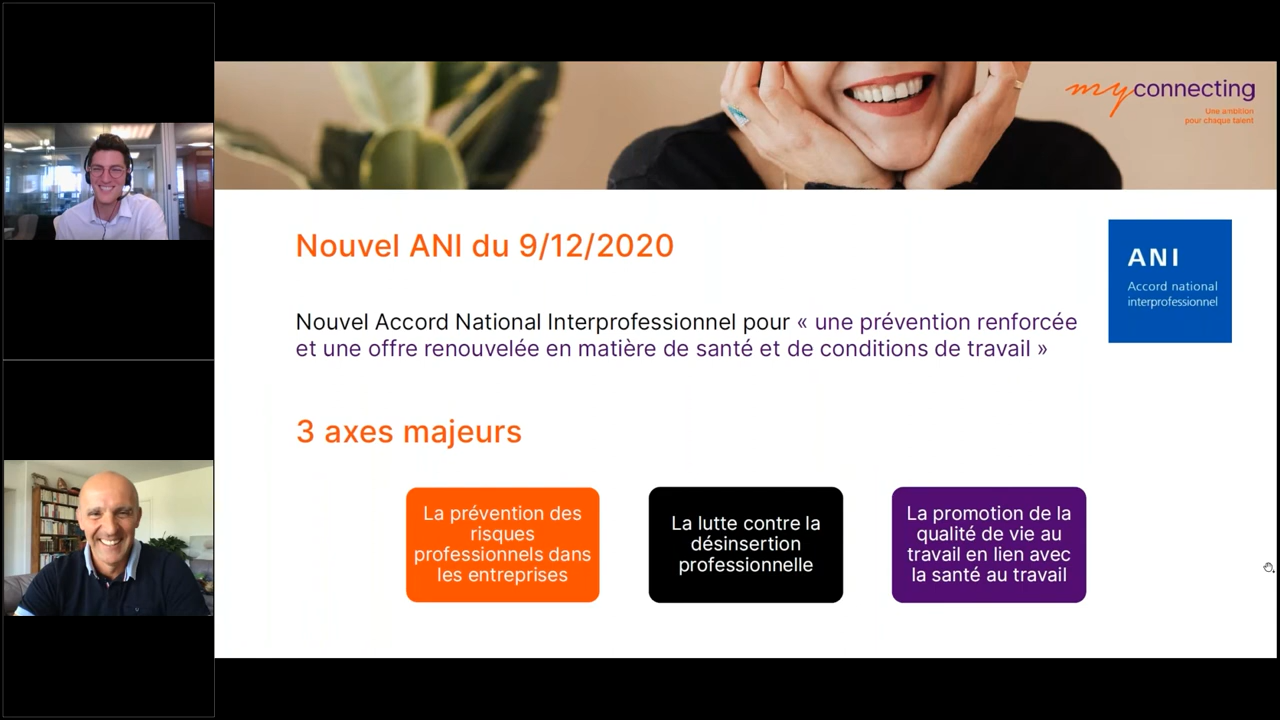 myconnecting
Une ambition
pour chaque talent
Nouvel ANI du 9/12/2020
ANI
Accord national
interprofessionnel
Nouvel Accord National Interprofessionnel pour « une prévention renforcée
et une offre renouvelée en matière de santé et de conditions de travail »
3 axes majeurs
La prévention des
risques
professionnels dans
les entreprises
La lutte contre la
désinsertion
professionnelle
La promotion de la
qualité de vie au
travail en lien avec
la santé au travail